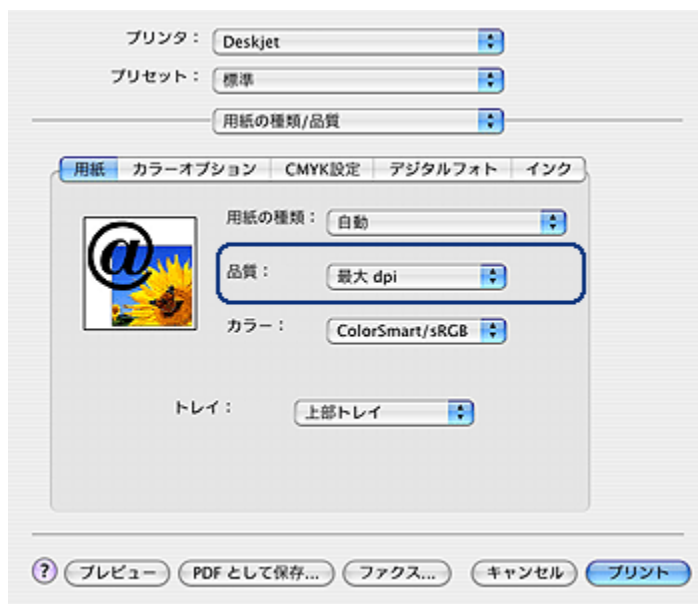 プリンタ： Deskjet
プリセット： 標準
用紙の種類/品質
用紙 カラーオプション CMYK設定 デジタルフォト インク
用紙の種類： 自動
@
品質： 最大 dpi
カラー： ColorSmart/sRGB
トレイ： 上部トレイ
? プレビュー PDF として保存... ファクス... キャンセル プリント